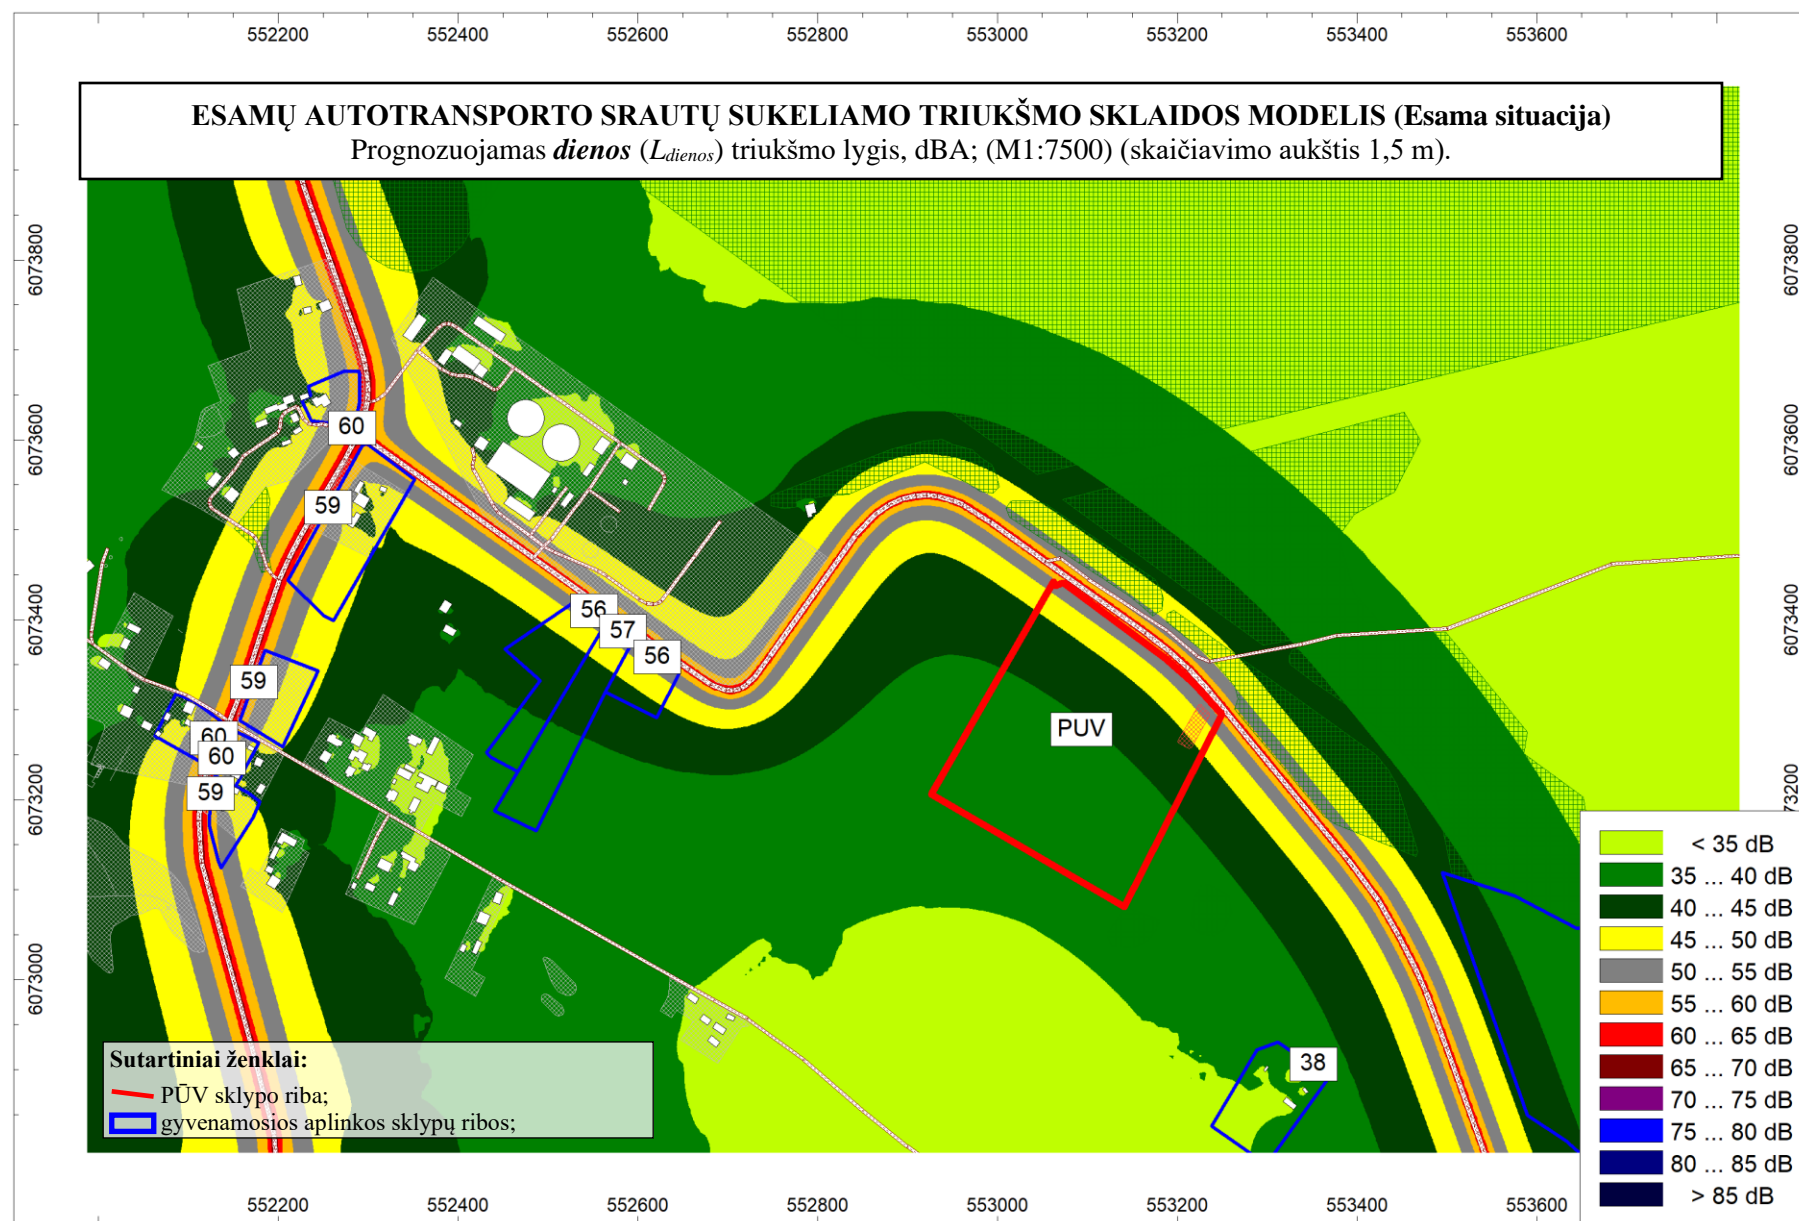 552200 552400 552600 552800 553000 553200 553400 553600
ESAMŲ AUTOTRANSPORTO SRAUTŲ SUKELIAMO TRIUKŠMO SKLAIDOS MODELIS (Esama situacija)
Prognozuojamas dienos (Ldienos) triukšmo lygis, dBA; (M1:7500) (skaičiavimo aukštis 1,5 m).
6073800
6073600
6073400
6073200
6073000
6073800
6073600
6073400
73200
60
59
56
57
56
59
60
60
59
PUV
38
< 35 dB
35 ... 40 dB
40 ... 45 dB
45 ... 50 dB
50 ... 55 dB
55 ... 60 dB
60 ... 65 dB
65 ... 70 dB
70 ... 75 dB
75 ... 80 dB
80 ... 85 dB
> 85 dB
Sutartiniai ženklai:
PŪV sklypo riba;
gyvenamosios aplinkos sklypų ribos;
552200 552400 552600 552800 553000 553200 553400 553600